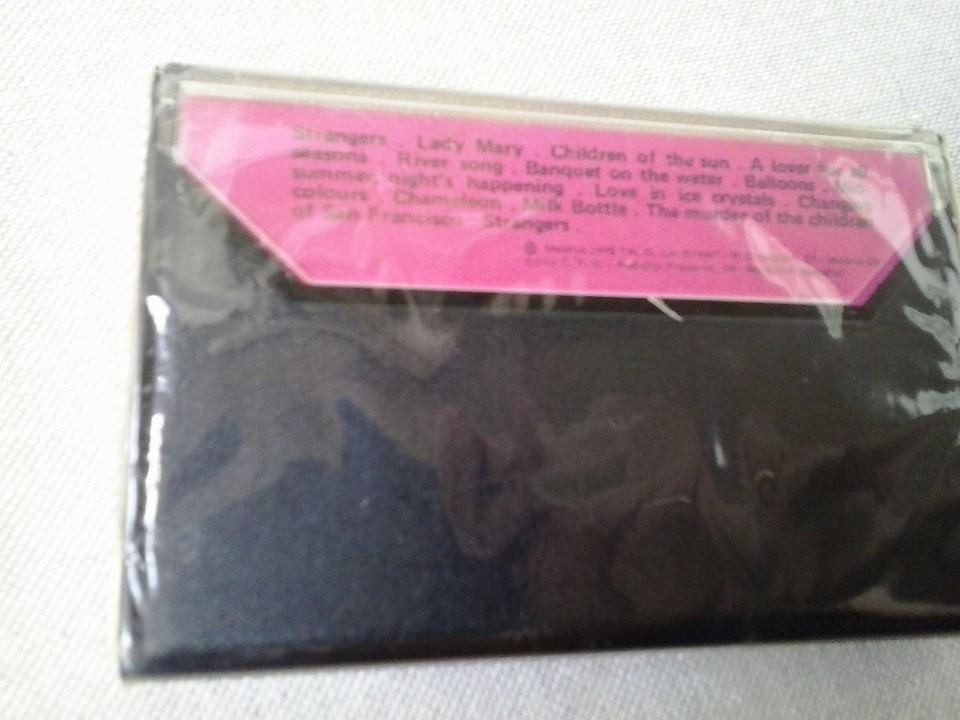 Strangers . Lady Mary . Children of the sun . A lover for all
seasons . River song . Banquet on the water . Balloons . Mid-
summer night's happening . Love in ice crystals . Changing
colours . Chameleon . Milk Bottle . The murder of the children
of San Francisco . Strangers .